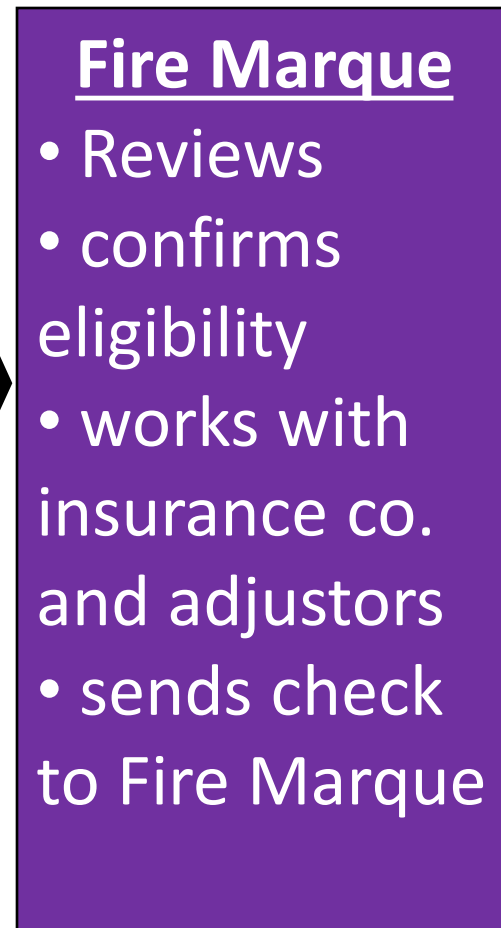 Fire Marque
• Reviews
• confirms
eligibility
• works with
insurance co.
and adjustors
• sends check
to Fire Marque